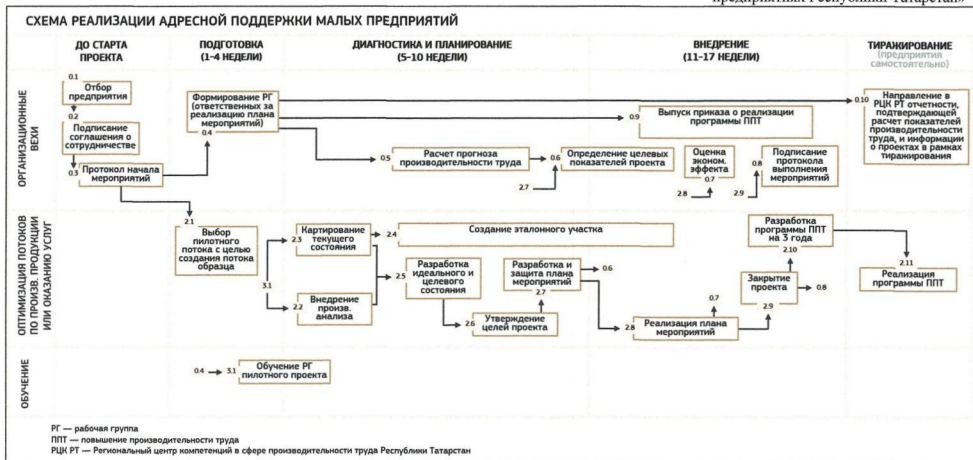 предприятиях Республики Татарстан»
СХЕМА РЕАЛИЗАЦИИ АДРЕСНОЙ ПОДДЕРЖКИ МАЛЫХ ПРЕДПРИЯТИЙ
ДО СТАРТА
ПРОЕКТА
ПОДГОТОВКА
(1-4 НЕДЕЛИ)
ДИАГНОСТИКА И ПЛАНИРОВАНИЕ
(5-10 НЕДЕЛИ)
ВНЕДРЕНИЕ
(11-17 НЕДЕЛИ)
ТИРАЖИРОВАНИЕ
(предприятия
самостоятельно)
ОРГАНИЗАЦИОННЫЕ
ВЕХИ
0.1
Отбор
предприятия
0.2
Подписание
соглашения о
сотрудничестве
0.3
Протокол начала
мероприятий
Формирование РГ
(ответственных за
реализацию плана
мероприятий)
0.4
0.5
Расчет прогноза
производительности труда
0.6
2.7
Определение целевых
показателей проекта
0.9
Выпуск приказа о реализации
программы ППТ
Оценка
эконом.
эффекта
0.7
2.8
0.8
2.9
Подписание
протокола
выполнения
мероприятий
0.10
Направление в
РЦК РТ отчетности,
подтверждающей
расчет показателей
производительности
труда, и информации
о проектах в рамках
тиражирования
ОПТИМИЗАЦИЯ ПОТОКОВ
ПО ПРОИЗВ. ПРОДУКЦИИ
ИЛИ ОКАЗАНИЮ УСЛУГ
2.1
Выбор
пилотного
потока с целью
создания потока
образца
3.1
2.3
Картирование
текущего
состояния
2.2
Внедрение
произв.
анализа
2.4
Создание эталонного участка
2.5
Разработка
идеального и
целевого
состояния
2.6
Утверждение
целей проекта
Разработка и
защита плана
мероприятий
2.7
0.6
2.8
Реализация плана
мероприятий
0.7
2.9
Закрытие
проекта
0.8
2.10
Разработка
программы ППТ
на 3 года
2.11
Реализация
программы ППТ
ОБУЧЕНИЕ
0.4
3.1
Обучение РГ
пилотного проекта
РГ — рабочая группа
ППТ — повышение производительности труда
РЦК РТ — Региональный центр компетенций в сфере производительности труда Республики Татарстан